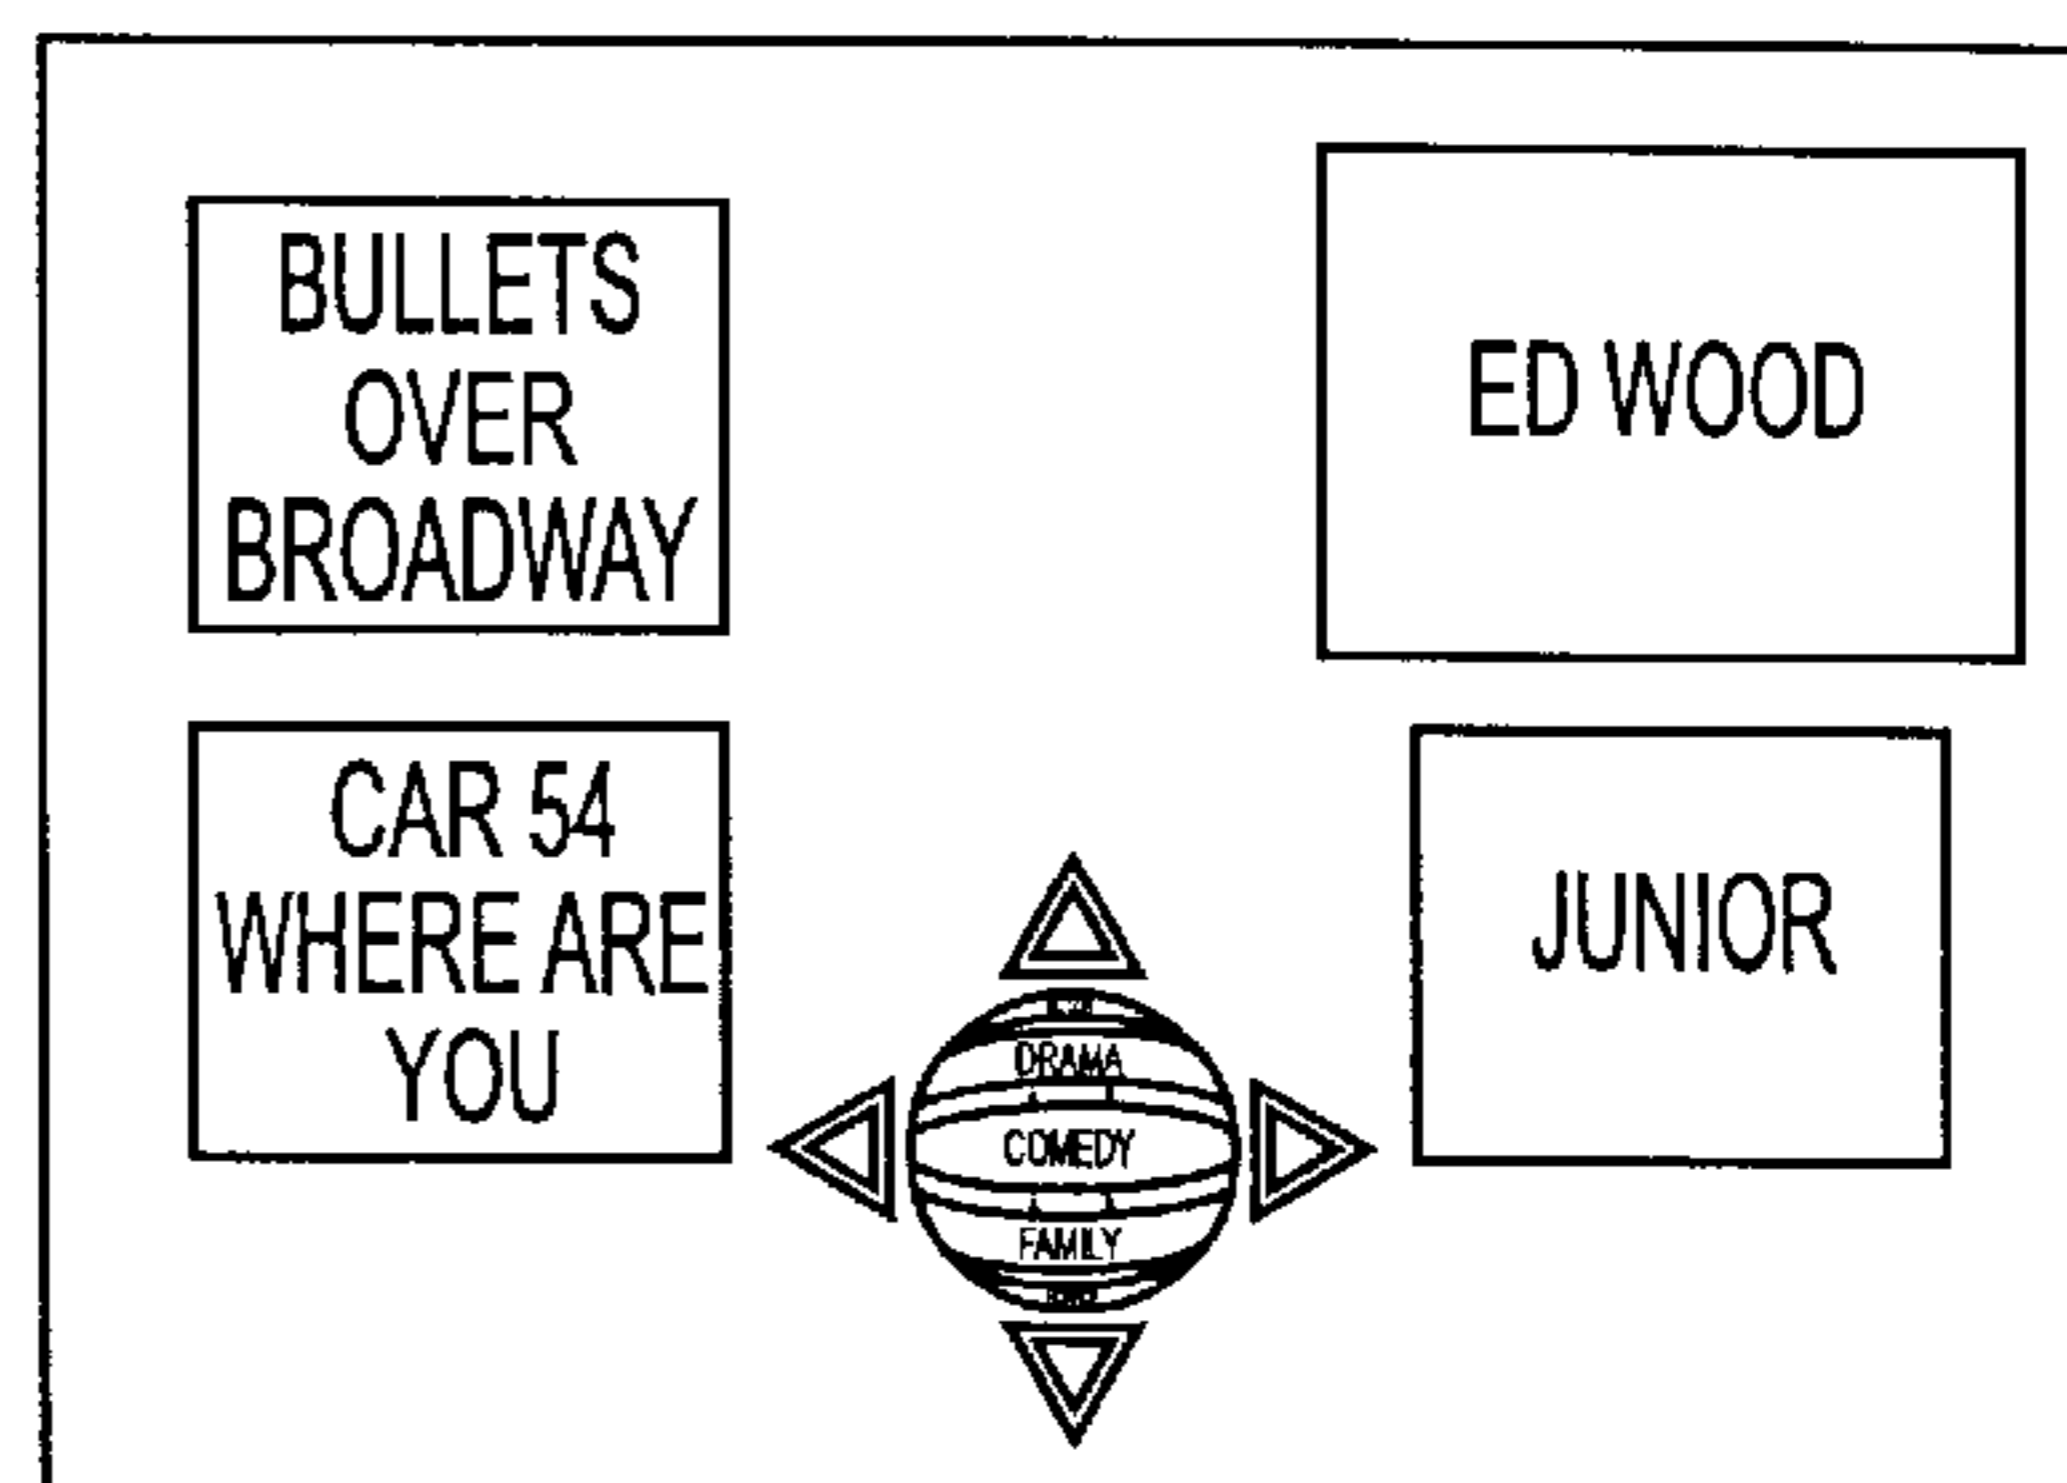 BULLETS
OVER
BROADWAY
ED WOOD
CAR 54
WHERE ARE
YOU
JUNIOR
DRAMA
COMEDY
FAMILY